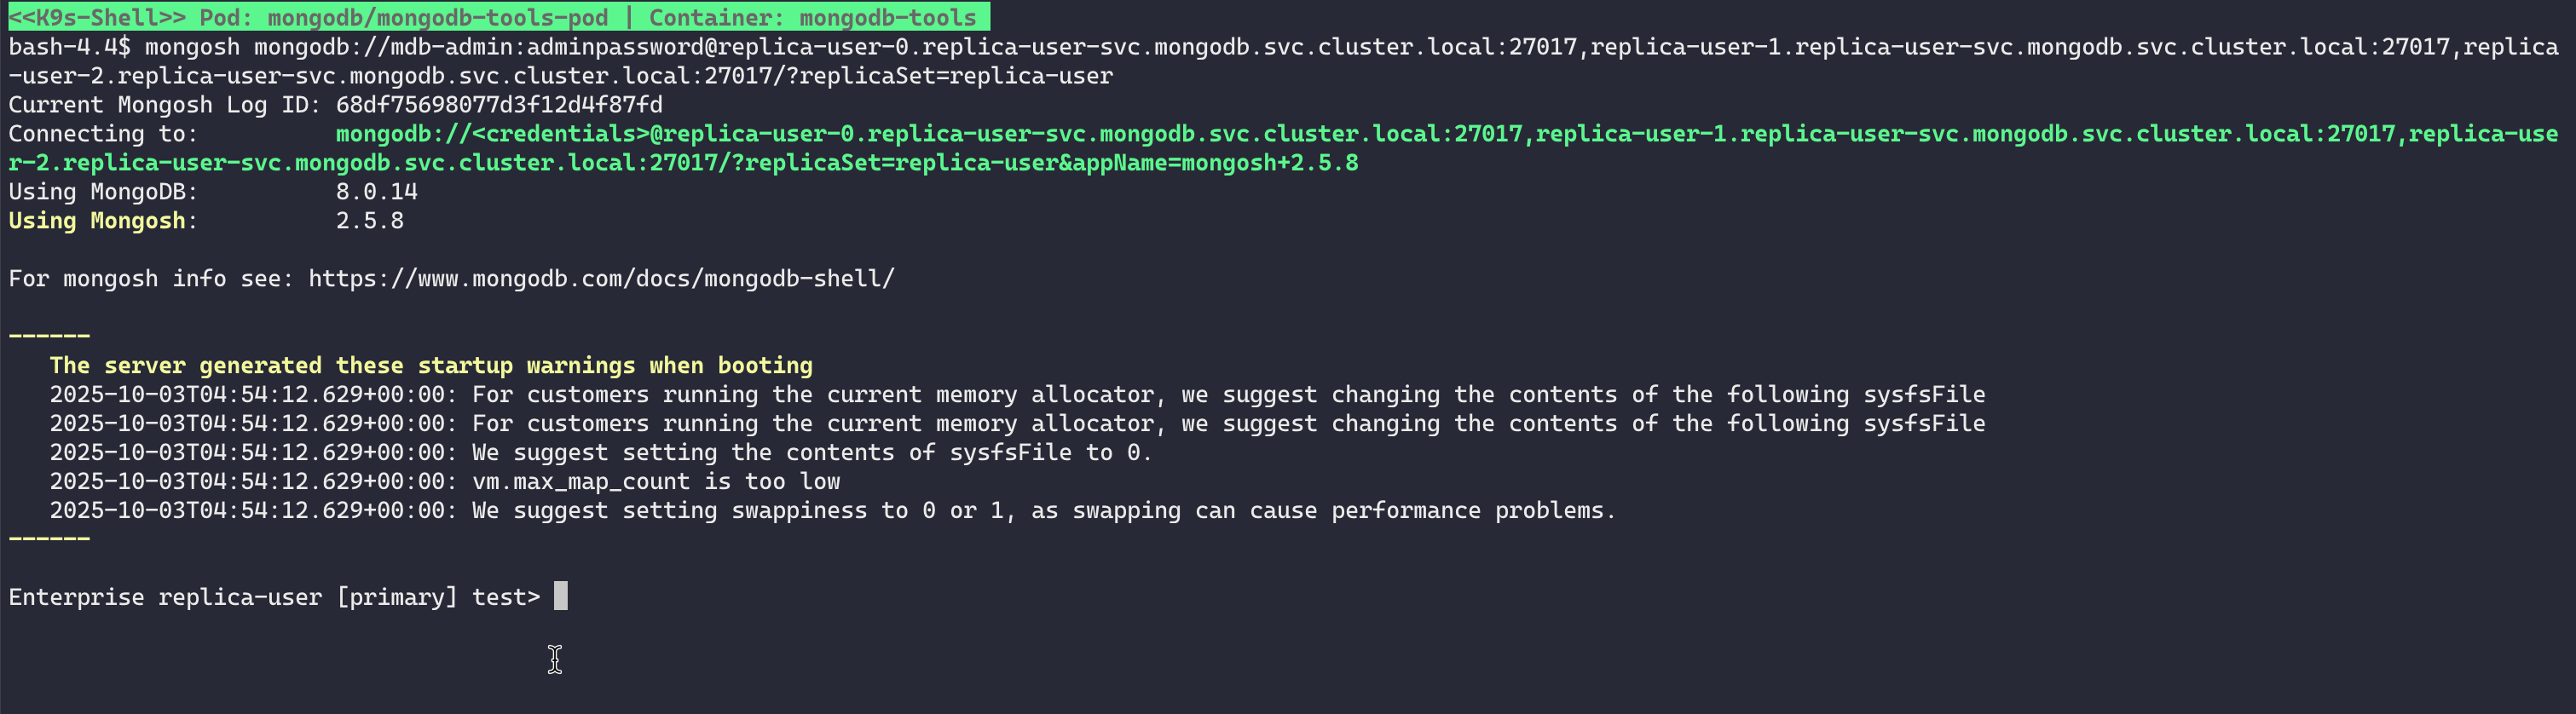 <<K9s-Shell>> Pod: mongodb/mongodb-tools-pod | Container: mongodb-tools
bash-4.4$ mongosh mongodb://mdb-admin:adminpassword@replica-user-0.replica-user-svc.mongodb.svc.cluster.local:27017,replica-user-1.replica-user-svc.mongodb.svc.cluster.local:27017,replica
-user-2.replica-user-svc.mongodb.svc.cluster.local:27017/?replicaSet=replica-user
Current Mongosh Log ID: 68df75698077d3f12d4f87fd
Connecting to:          mongodb://<credentials>@replica-user-0.replica-user-svc.mongodb.svc.cluster.local:27017,replica-user-1.replica-user-svc.mongodb.svc.cluster.local:27017,replica-use
r-2.replica-user-svc.mongodb.svc.cluster.local:27017/?replicaSet=replica-user&appName=mongosh+2.5.8
Using MongoDB:          8.0.14
Using Mongosh:          2.5.8
For mongosh info see: https://www.mongodb.com/docs/mongodb-shell/
------
The server generated these startup warnings when booting
2025-10-03T04:54:12.629+00:00: For customers running the current memory allocator, we suggest changing the contents of the following sysfsFile
2025-10-03T04:54:12.629+00:00: For customers running the current memory allocator, we suggest changing the contents of the following sysfsFile
2025-10-03T04:54:12.629+00:00: We suggest setting the contents of sysfsFile to 0.
2025-10-03T04:54:12.629+00:00: vm.max_map_count is too low
2025-10-03T04:54:12.629+00:00: We suggest setting swappiness to 0 or 1, as swapping can cause performance problems.
------
Enterprise replica-user [primary] test>